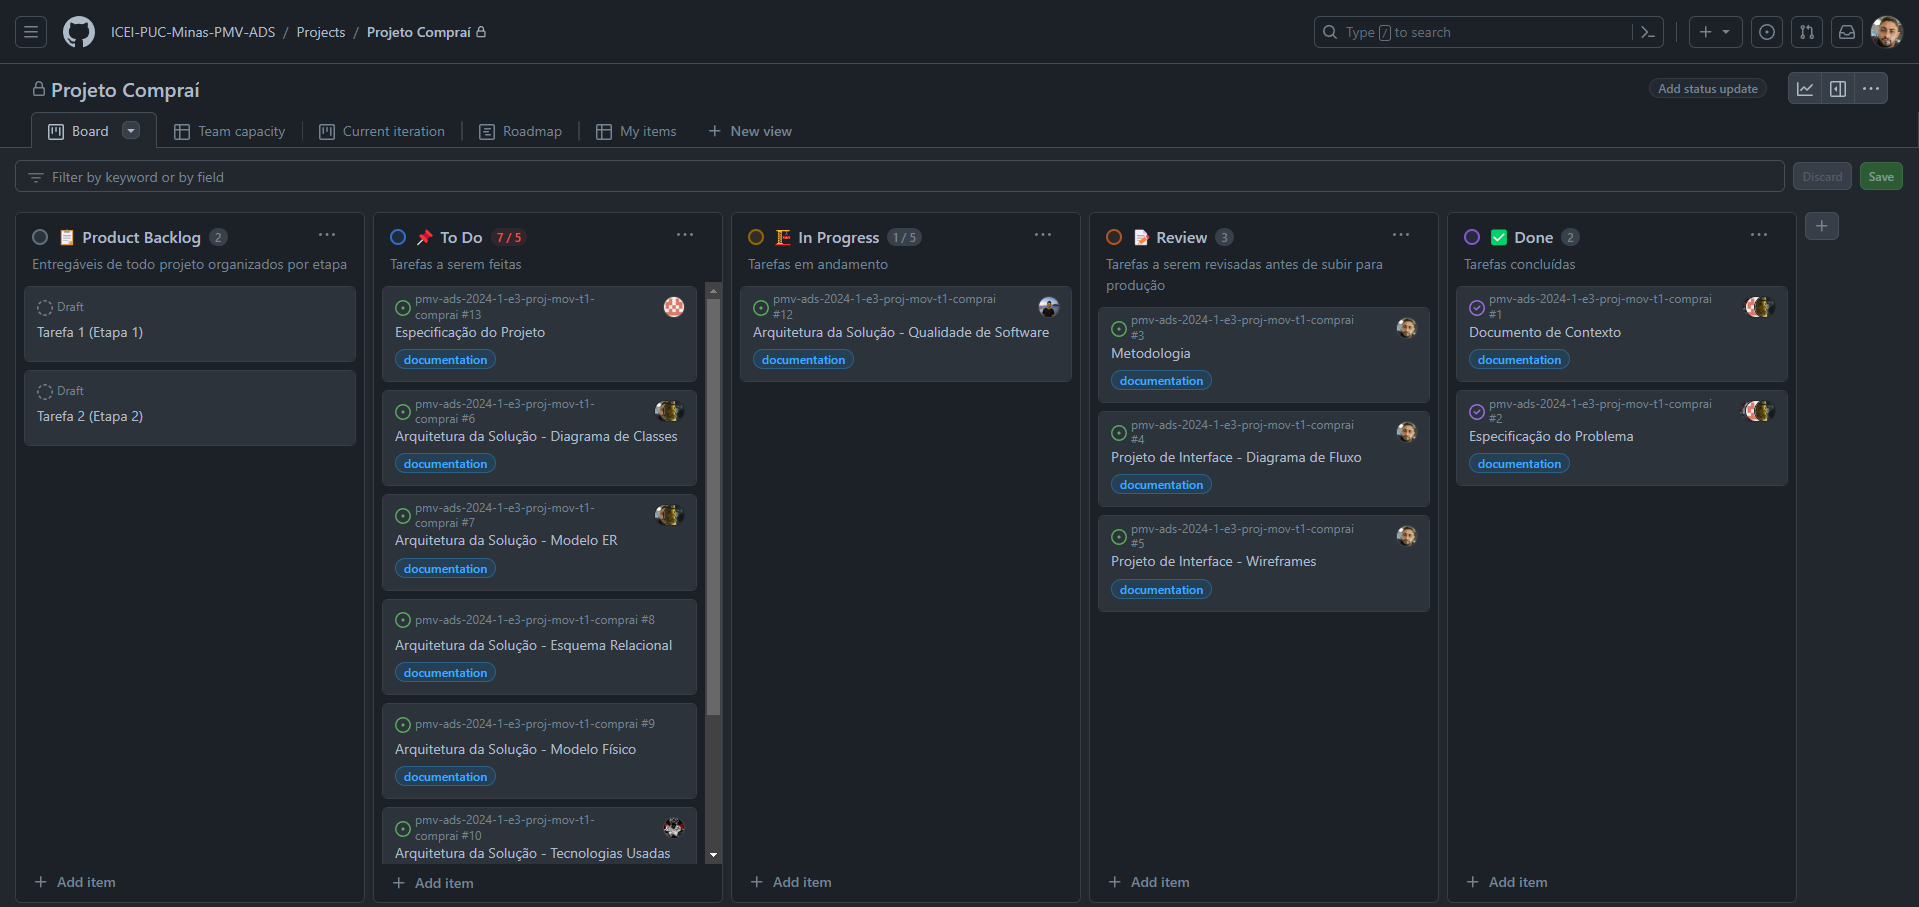 ICEI-PUC-Minas-PMV-ADS / Projects / Projeto Compraí
Type / to search
Projeto Compraí
Add status update
Board
Team capacity
Current iteration
Roadmap
My items
New view
Filter by keyword or by field
Discard
Save
Product Backlog 2
Entregáveis de todo projeto organizados por etapa
Draft
Tarefa 1 (Etapa 1)
Draft
Tarefa 2 (Etapa 2)
Add item
To Do 7 / 5
Tarefas a serem feitas
pmv-ads-2024-1-e3-proj-mov-t1-
comprai #13
Especificação do Projeto
documentation
pmv-ads-2024-1-e3-proj-mov-t1-
comprai #6
Arquitetura da Solução - Diagrama de Classes
documentation
pmv-ads-2024-1-e3-proj-mov-t1-
comprai #7
Arquitetura da Solução - Modelo ER
documentation
pmv-ads-2024-1-e3-proj-mov-t1-comprai #8
Arquitetura da Solução - Esquema Relacional
documentation
pmv-ads-2024-1-e3-proj-mov-t1-comprai #9
Arquitetura da Solução - Modelo Físico
documentation
pmv-ads-2024-1-e3-proj-mov-t1-
comprai #10
Arquitetura da Solução - Tecnologias Usadas
Add item
In Progress 1 / 5
Tarefas em andamento
pmv-ads-2024-1-e3-proj-mov-t1-comprai
#12
Arquitetura da Solução - Qualidade de Software
documentation
Add item
Review 3
Tarefas a serem revisadas antes de subir para
produção
pmv-ads-2024-1-e3-proj-mov-t1-comprai
#3
Metodologia
documentation
pmv-ads-2024-1-e3-proj-mov-t1-comprai
#4
Projeto de Interface - Diagrama de Fluxo
documentation
pmv-ads-2024-1-e3-proj-mov-t1-comprai
#5
Projeto de Interface - Wireframes
documentation
Add item
Done 2
Tarefas concluídas
pmv-ads-2024-1-e3-proj-mov-t1-comprai
#1
Documento de Contexto
documentation
pmv-ads-2024-1-e3-proj-mov-t1-comprai
#2
Especificação do Problema
documentation
Add item